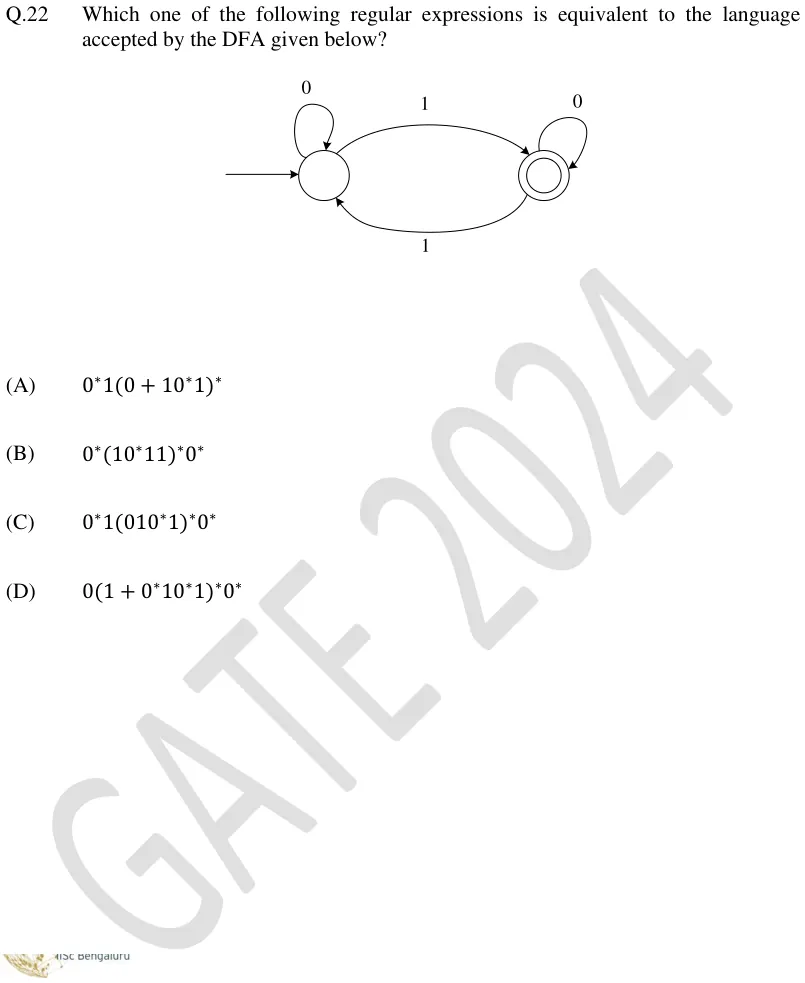 Q.22 Which one of the following regular expressions is equivalent to the language
accepted by the DFA given below?
0
1
0
1
(A) 0*1(0 + 10*1)*
(B) 0*(10*11)*0*
(C) 0*1(010*1)*0*
(D) 0(1 + 0*10*1)*0*
GATE 2024
IISc Bengaluru